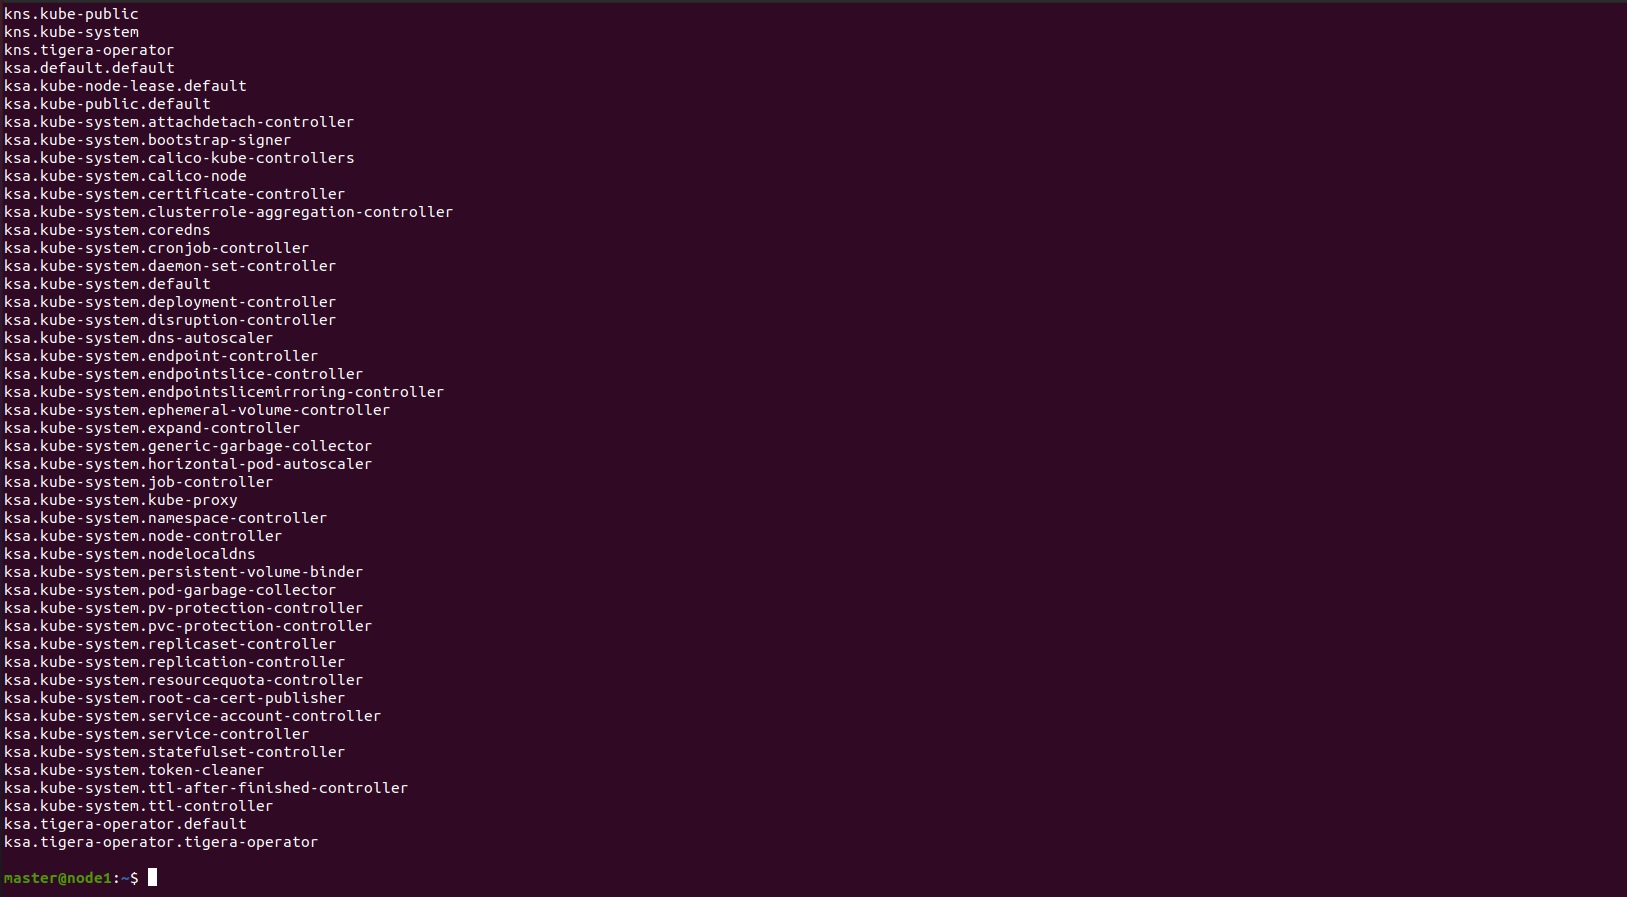 kns.kube-public
kns.kube-system
kns.tigera-operator
ksa.default.default
ksa.kube-node-lease.default
ksa.kube-public.default
ksa.kube-system.attachdetach-controller
ksa.kube-system.bootstrap-signer
ksa.kube-system.calico-kube-controllers
ksa.kube-system.calico-node
ksa.kube-system.certificate-controller
ksa.kube-system.clusterrole-aggregation-controller
ksa.kube-system.coredns
ksa.kube-system.cronjob-controller
ksa.kube-system.daemon-set-controller
ksa.kube-system.default
ksa.kube-system.deployment-controller
ksa.kube-system.disruption-controller
ksa.kube-system.dns-autoscaler
ksa.kube-system.endpoint-controller
ksa.kube-system.endpointslice-controller
ksa.kube-system.endpointslicemirroring-controller
ksa.kube-system.ephemeral-volume-controller
ksa.kube-system.expand-controller
ksa.kube-system.generic-garbage-collector
ksa.kube-system.horizontal-pod-autoscaler
ksa.kube-system.job-controller
ksa.kube-system.kube-proxy
ksa.kube-system.namespace-controller
ksa.kube-system.node-controller
ksa.kube-system.nodelocaldns
ksa.kube-system.persistent-volume-binder
ksa.kube-system.pod-garbage-collector
ksa.kube-system.pv-protection-controller
ksa.kube-system.pvc-protection-controller
ksa.kube-system.replicaset-controller
ksa.kube-system.replication-controller
ksa.kube-system.resourcequota-controller
ksa.kube-system.root-ca-cert-publisher
ksa.kube-system.service-account-controller
ksa.kube-system.service-controller
ksa.kube-system.statefulset-controller
ksa.kube-system.token-cleaner
ksa.kube-system.ttl-after-finished-controller
ksa.kube-system.ttl-controller
ksa.tigera-operator.default
ksa.tigera-operator.tigera-operator
master@node1:~$